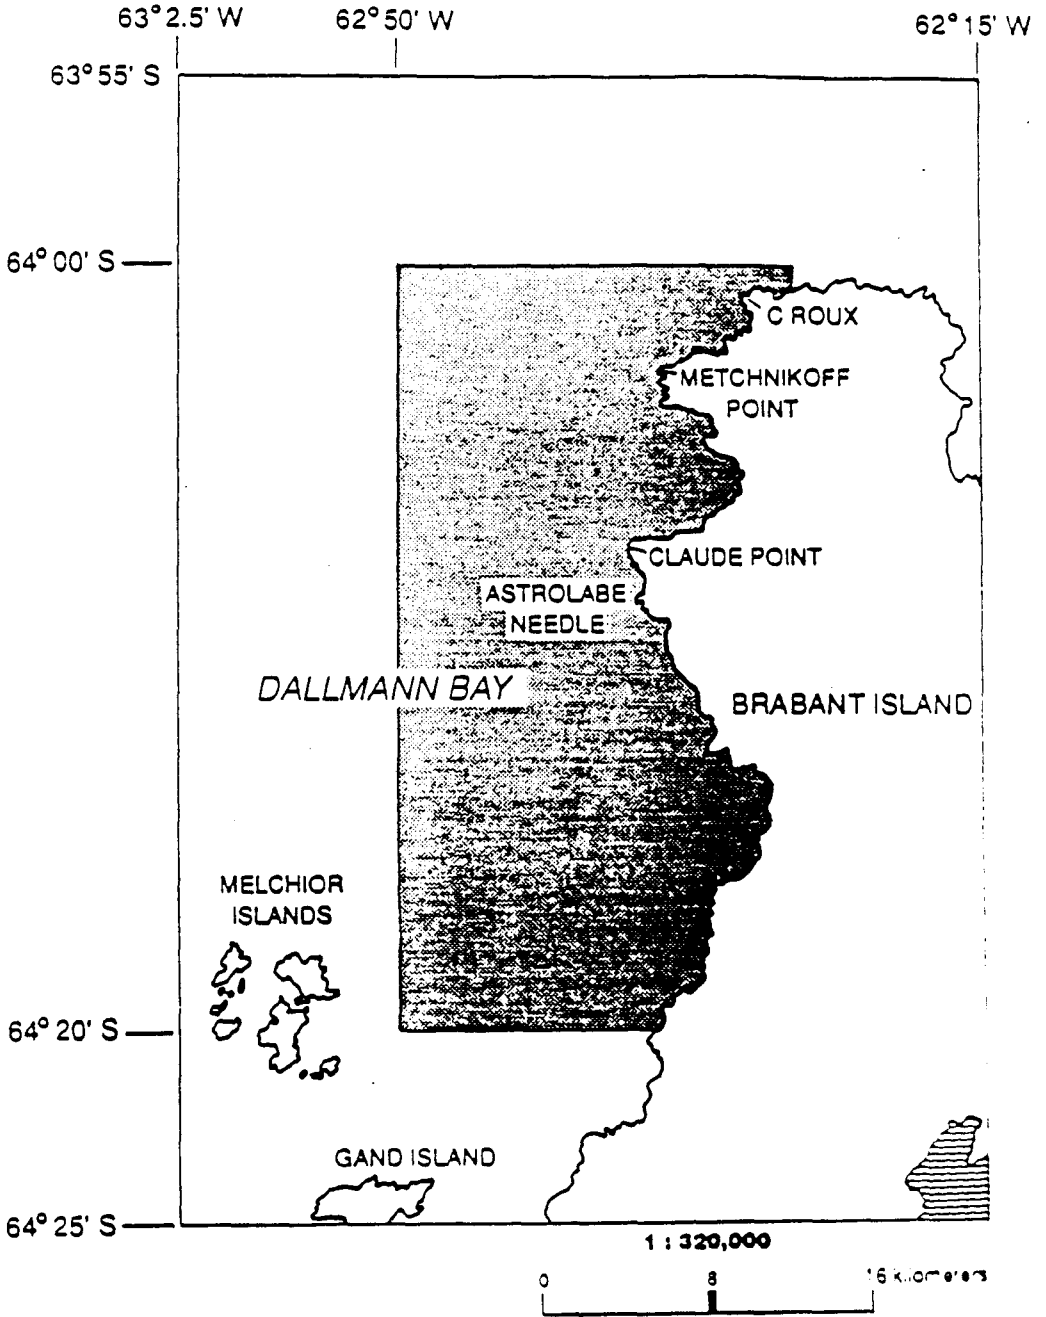 63° 2.5' W
62° 50' W
62° 15' W
63° 55' S
64° 00' S
C ROUX
METCHNIKOFF
POINT
CLAUDE POINT
ASTROLABE
NEEDLE
DALLMANN BAY
BRABANT ISLAND
MELCHIOR
ISLANDS
64° 20' S
GAND ISLAND
64° 25' S
1 : 320,000
0 8 16 kilometers